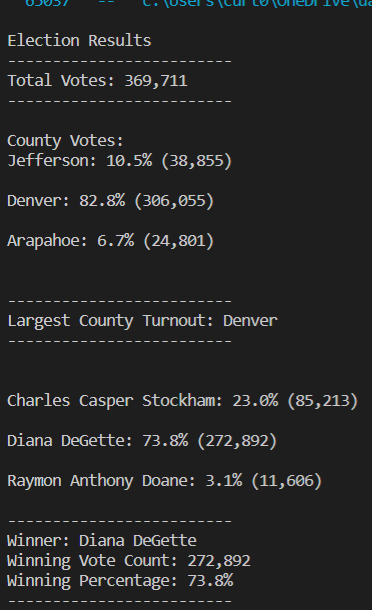 65037 -- c:\Users\curt0\OneDrive\
Election Results
-------------------------
Total Votes: 369,711
-------------------------
County Votes:
Jefferson: 10.5% (38,855)
Denver: 82.8% (306,055)
Arapahoe: 6.7% (24,801)
-------------------------
Largest County Turnout: Denver
-------------------------
Charles Casper Stockham: 23.0% (85,213)
Diana DeGette: 73.8% (272,892)
Raymon Anthony Doane: 3.1% (11,606)
-------------------------
Winner: Diana DeGette
Winning Vote Count: 272,892
Winning Percentage: 73.8%
-------------------------